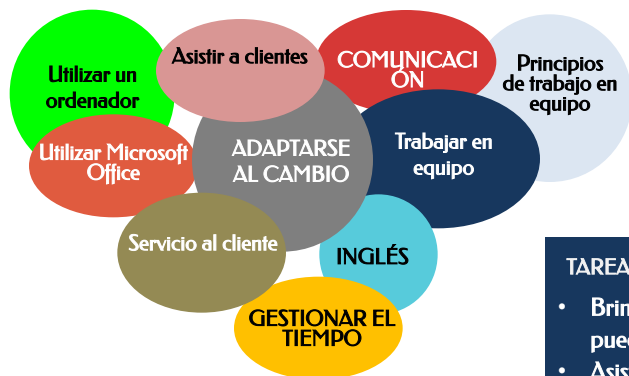 Utilizar un
ordenador
Asistir a clientes
COMUNICACI
ÓN
Principios
de trabajo en
equipo
Utilizar Microsoft
Office
ADAPTARSE
AL CAMBIO
Trabajar en
equipo
Servicio al cliente
INGLÉS
GESTIONAR EL
TIEMPO
TAREA
•
•